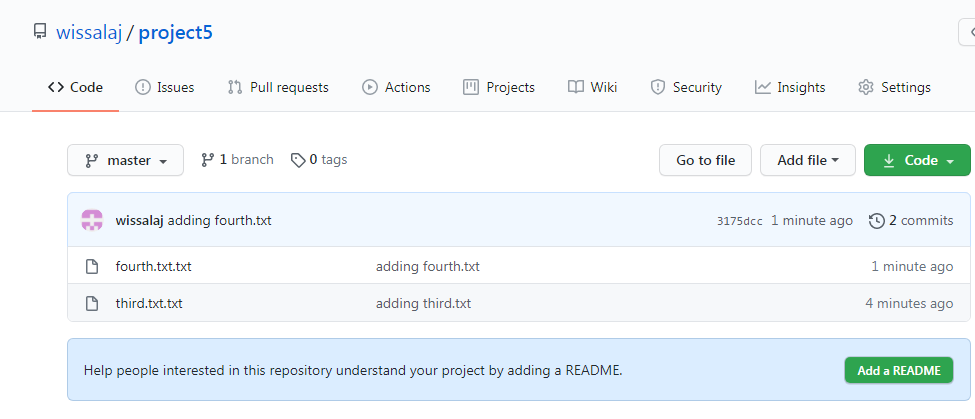 wissalaj / project5
Code Issues Pull requests Actions Projects Wiki Security Insights Settings
master 1 branch 0 tags Go to file Add file Code
wissalaj adding fourth.txt 3175dcc 1 minute ago 2 commits
fourth.txt.txt adding fourth.txt 1 minute ago
third.txt.txt adding third.txt 4 minutes ago
Help people interested in this repository understand your project by adding a README. Add a README